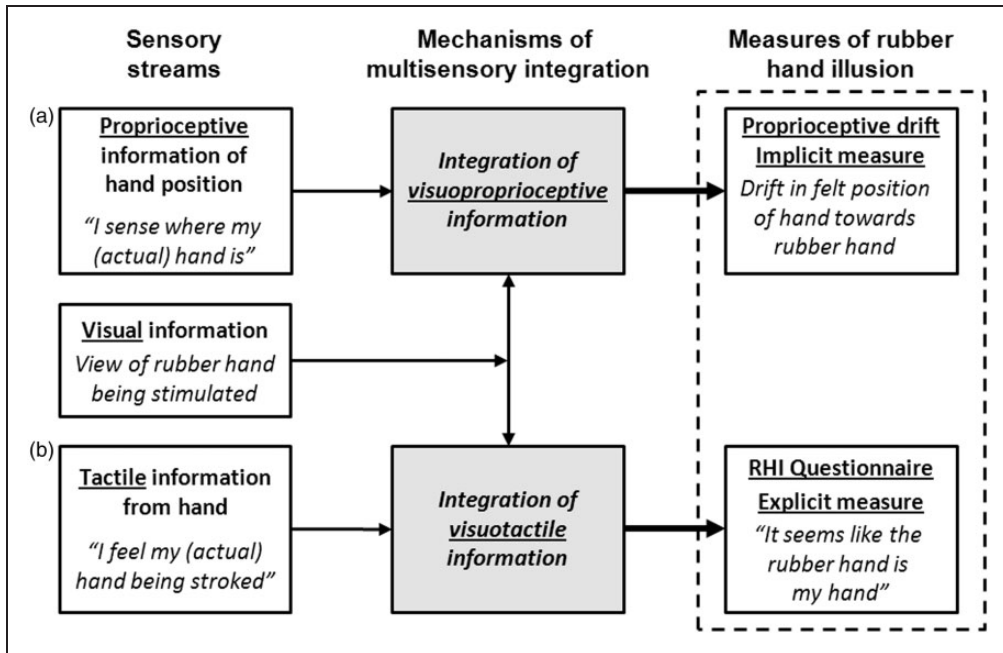 Sensory
streams
Mechanisms of
multisensory integration
Measures of rubber
hand illusion
(a)
Proprioceptive
information of
hand position
“I sense where my
(actual) hand is”
Integration of
visuoproprioceptive
information
Proprioceptive drift
Implicit measure
Drift in felt position
of hand towards
rubber hand
Visual information
View of rubber hand
being stimulated
(b)
Tactile information
from hand
“I feel my (actual)
hand being stroked”
Integration of
visuotactile
information
RHI Questionnaire
Explicit measure
“It seems like the
rubber hand is
my hand”